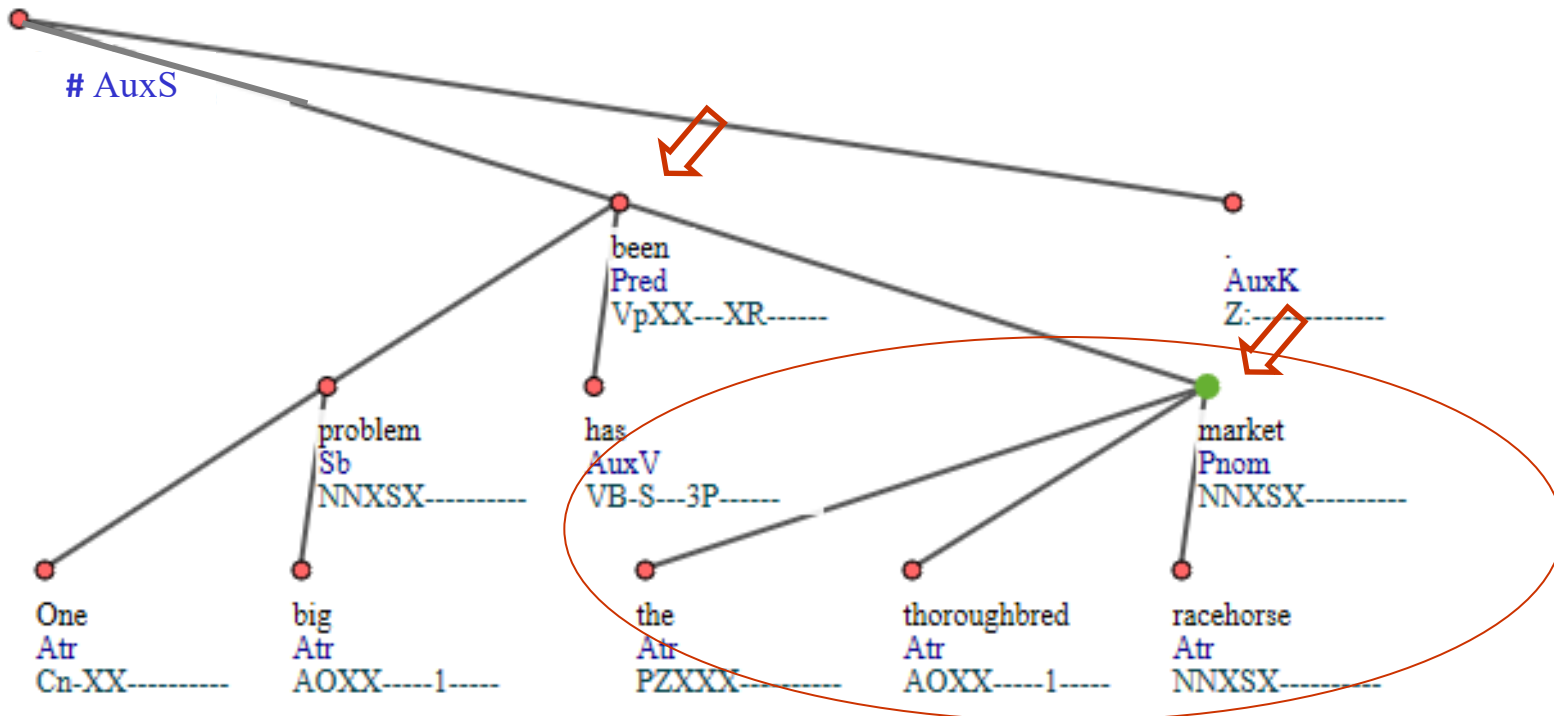 # AuxS
been
Pred
VpXX---XR------
.
AuxK
Z:-------------
problem
Sb
NNXSX----------
has
AuxV
VB-S---3P------
market
Pnom
NNXSX----------
One
Atr
Cn-XX----------
big
Atr
AOXX-----1-----
the
Atr
PZXXX----------
thoroughbred
Atr
AOXX-----1-----
racehorse
Atr
NNXSX----------